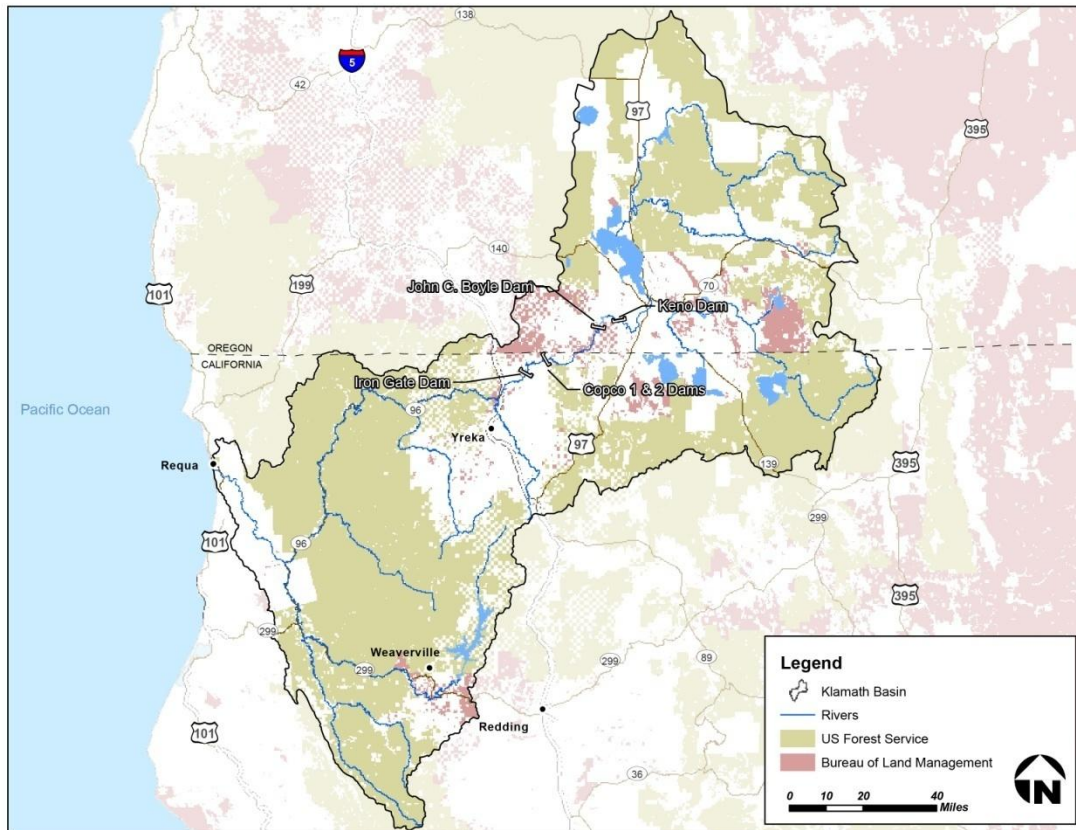 138
5
42
97
395
140
John C. Boyle Dam
199
101
70
Keno Dam
OREGON
CALIFORNIA
Iron Gate Dam
Copco 1 & 2 Dams
Pacific Ocean
96
Yreka
97
Requa
139
395
299
101
96
395
299
Weaverville
299
299
89
Redding
101
36
Legend
Klamath Basin
Rivers
US Forest Service
Bureau of Land Management
0 10 20 40
Miles
N